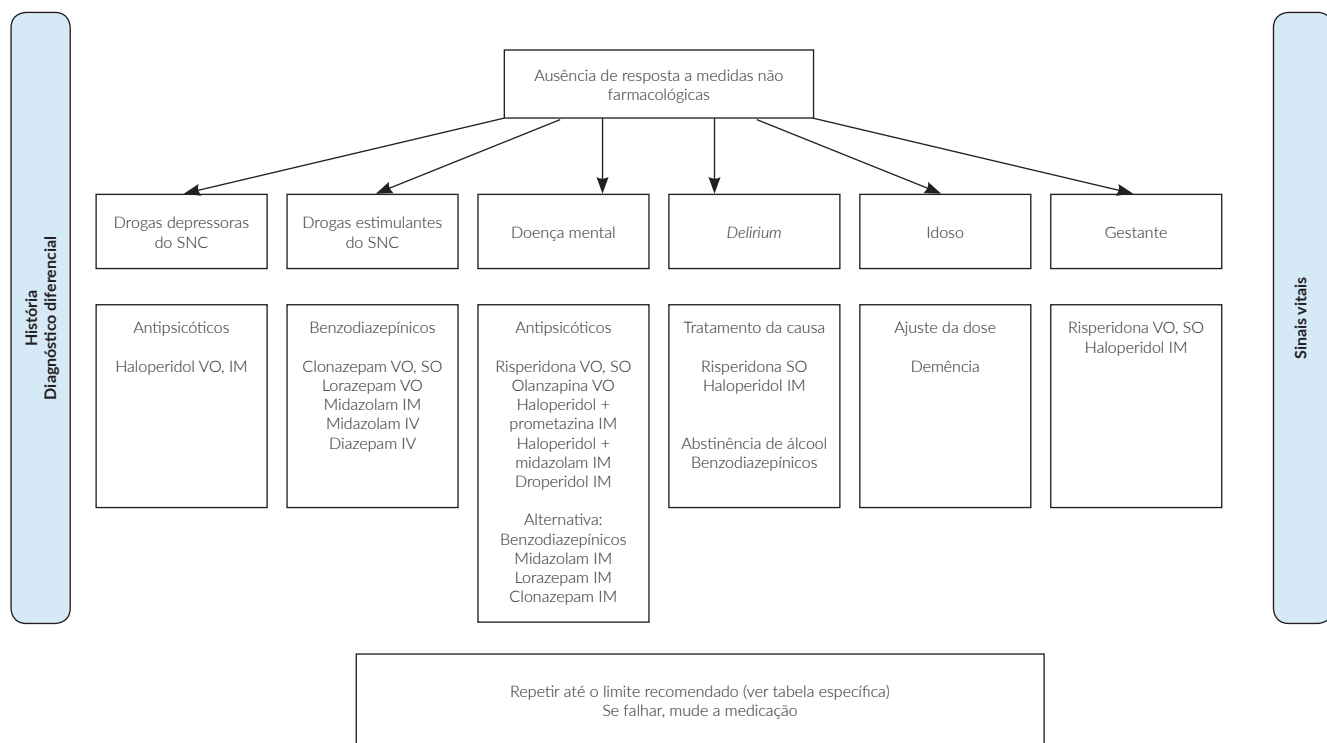 História
Diagnóstico diferencial
Ausência de resposta a medidas não
farmacológicas
Drogas depressoras
do SNC
Drogas estimulantes
do SNC
Doença mental
Delirium
Idoso
Gestante
Antipsicóticos
Haloperidol VO, IM
Benzodiazepínicos
Clonazepam VO, SO
Lorazepam VO
Midazolam IM
Midazolam IV
Diazepam IV
Antipsicóticos
Risperidona VO, SO
Olanzapina VO
Haloperidol +
prometazina IM
Haloperidol +
midazolam IM
Droperidol IM
Alternativa:
Benzodiazepínicos
Midazolam IM
Lorazepam IM
Clonazepam IM
Tratamento da causa
Risperidona SO
Haloperidol IM
Abstinência de álcool
Benzodiazepínicos
Ajuste da dose
Demência
Risperidona VO, SO
Haloperidol IM
Sinais vitais
Repetir até o limite recomendado (ver tabela específica)
Se falhar, mude a medicação